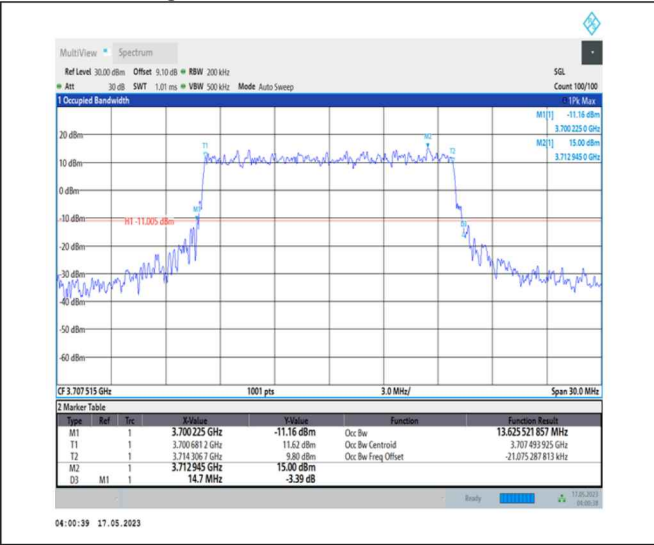 MultiView Spectrum
Ref Level 30.00 dBm Offset 9.10 dB RBW 200 kHz SGL
Att 30 dB SWT 1.01 ms VBW 500 kHz Mode Auto Sweep Count 100/100
1 Occupied Bandwidth 1Pk Max
M1[1] -11.16 dBm
3.700 225 0 GHz
20 dBm
M2[1] 15.00 dBm
3.712 945 0 GHz
M2
T1 T2
10 dBm
0 dBm
M1
-10 dBm
H1 -11.005 dBm
D3
-20 dBm
-30 dBm
-40 dBm
-50 dBm
-60 dBm
CF 3.707 515 GHz 1001 pts 3.0 MHz/ Span 30.0 MHz
2 Marker Table
Type Ref Trc X-Value Y-Value Function Function Result
M1 1 3.700 225 GHz -11.16 dBm Occ Bw 13.625 521 857 MHz
T1 1 3.700 681 2 GHz 11.62 dBm Occ Bw Centroid 3.707 493 925 GHz
T2 1 3.714 306 7 GHz 9.80 dBm Occ Bw Freq Offset -21.075 287 813 kHz
M2 1 3.712 945 GHz 15.00 dBm
D3 M1 1 14.7 MHz -3.39 dB
Ready 17.05.2023
04:00:39 17.05.2023